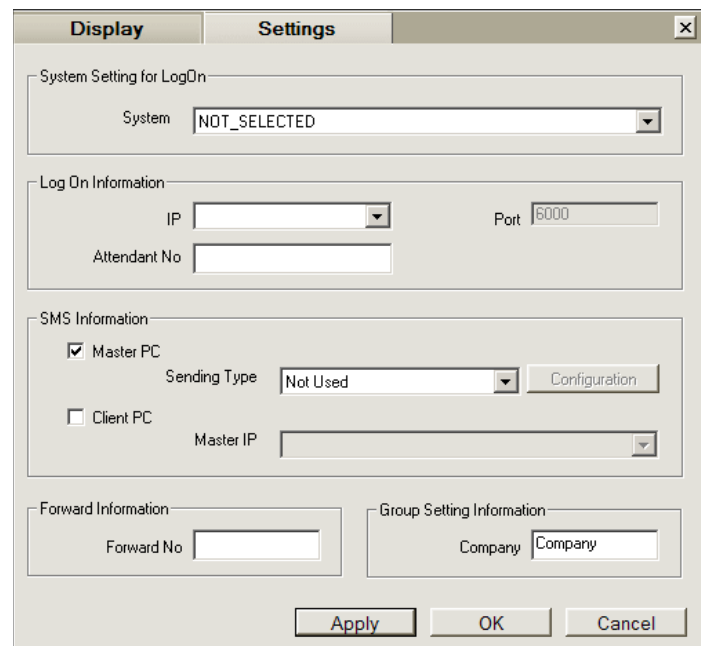 Display Settings
System Setting for LogOn
System NOT_SELECTED
Log On Information
IP Port 6000
Attendant No
SMS Information
Master PC
Sending Type Not Used Configuration
Client PC
Master IP
Forward Information Group Setting Information
Forward No Company Company
Apply OK Cancel